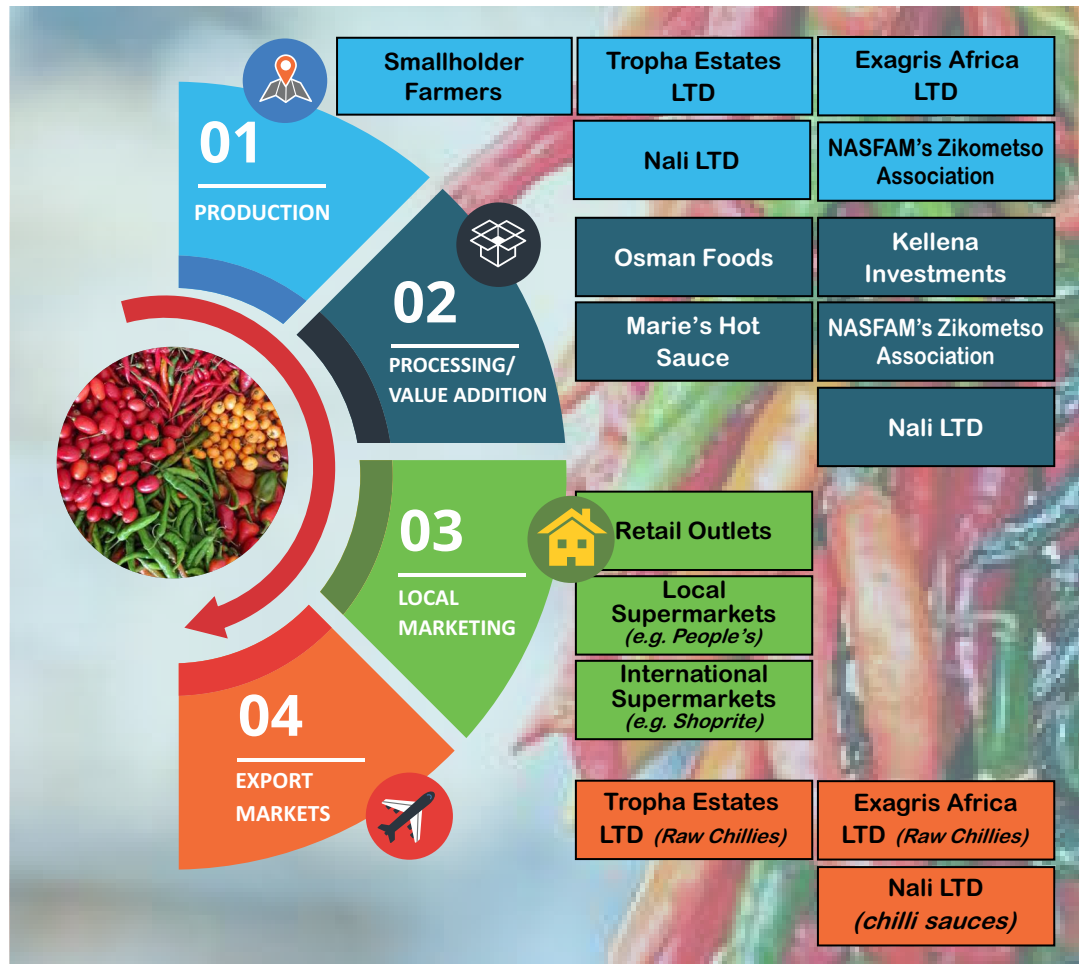 01
PRODUCTION
Smallholder
Farmers
Tropha Estates
LTD
Exagris Africa
LTD
Nali LTD
NASFAM's Zikometso
Association
02
PROCESSING/
VALUE ADDITION
Osman Foods
Kellena
Investments
Marie's Hot
Sauce
NASFAM's Zikometso
Association
Nali LTD
03
LOCAL
MARKETING
Retail Outlets
Local
Supermarkets
(e.g. People's)
International
Supermarkets
(e.g. Shoprite)
04
EXPORT
MARKETS
Tropha Estates
LTD (Raw Chillies)
Exagris Africa
LTD (Raw Chillies)
Nali LTD
(chilli sauces)